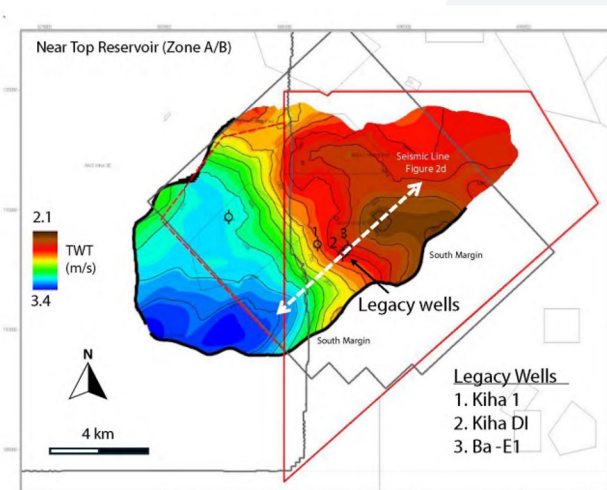 Near Top Reservoir (Zone A/B)
Seismic Line
Figure 2d
2.1
TWT
(m/s)
3.4
1
2
3
South Margin
Legacy wells
South Margin
N
4 km
Legacy Wells
1. Kiha 1
2. Kiha DI
3. Ba -E1